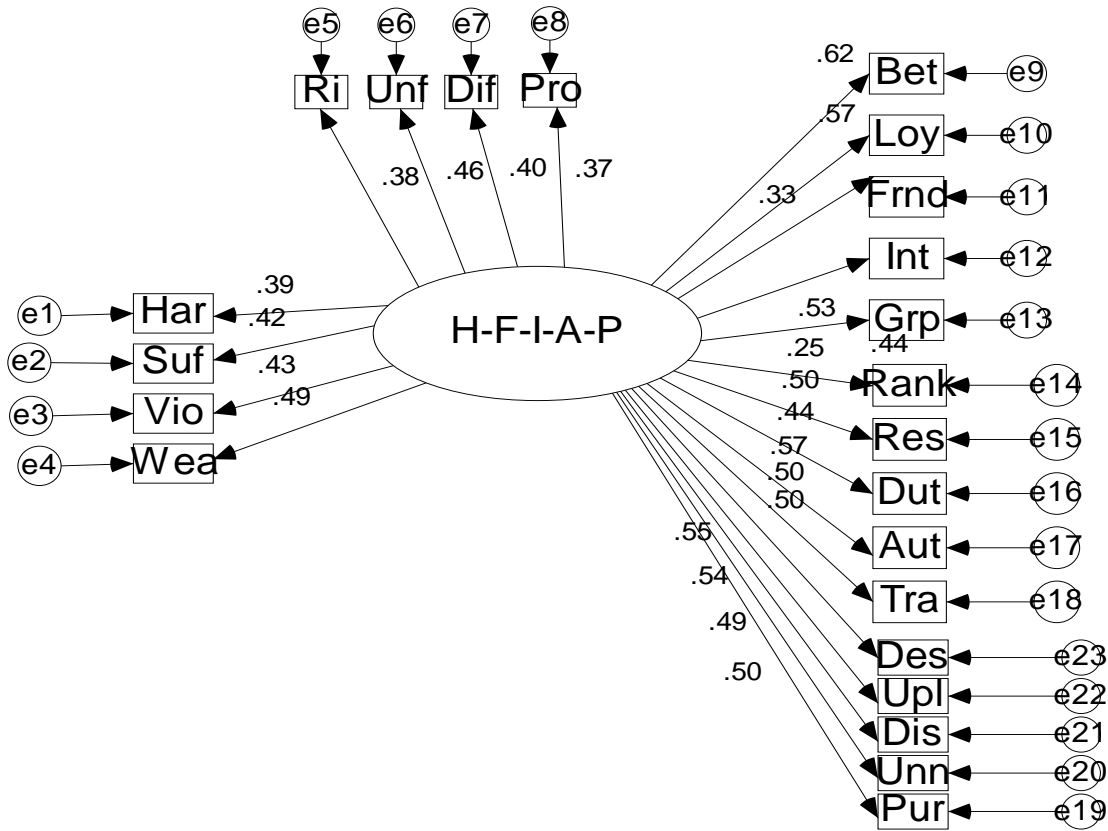 e5 e6 e7 e8
Ri Unf Dif Pro
.38 .46 .40 .37
.62 Bet e9
.57 Loy e10
.33 Frnd e11
Int e12
.53 Grp e13
.25 .44
.50 Rank e14
.44 Res e15
.57 Dut e16
.50
.50 Aut e17
.55 Tra e18
.54
.49 Des e23
.50 Upl e22
Dis e21
Unn e20
Pur e19
H-F-I-A-P
e1 Har .39
e2 Suf .42
e3 Vio .43
e4 Wea .49